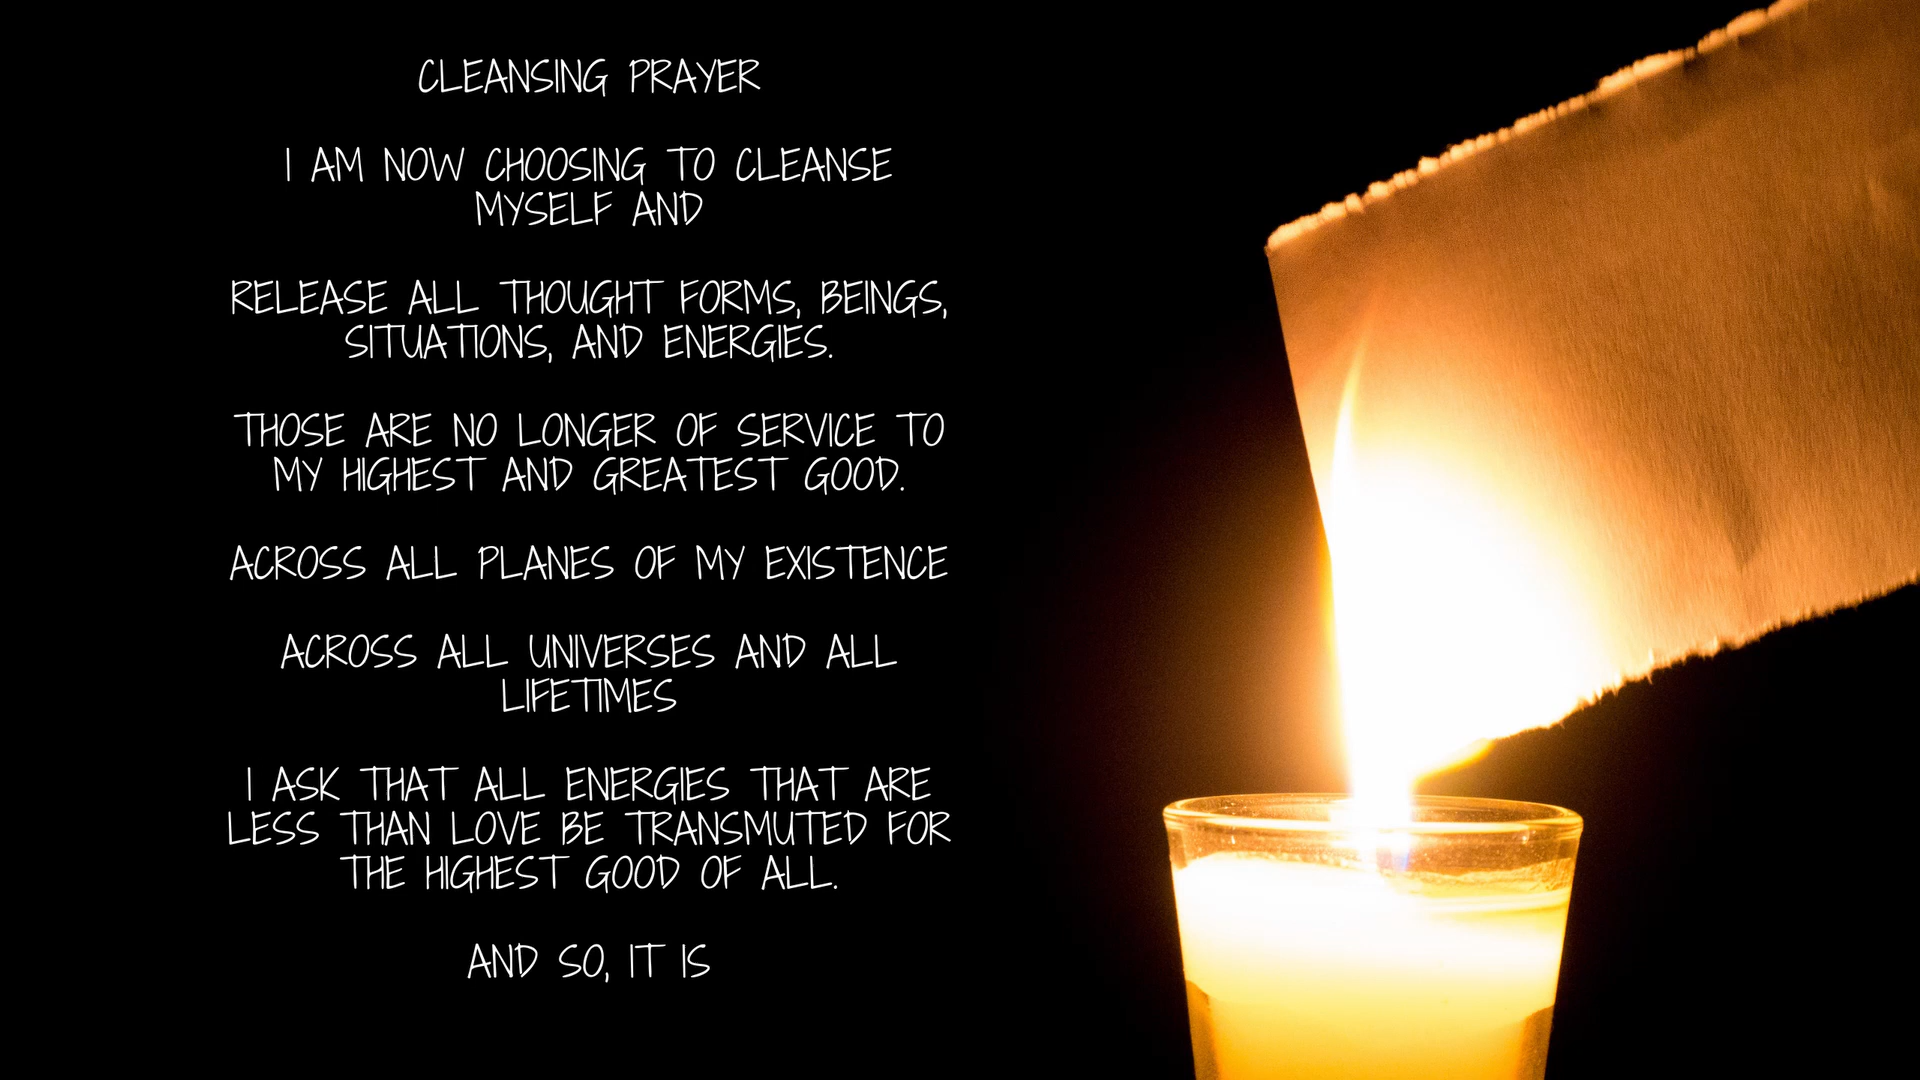 CLEANSING PRAYER
I AM NOW CHOOSING TO CLEANSE
MYSELF AND
RELEASE ALL THOUGHT FORMS, BEINGS,
SITUATIONS, AND ENERGIES.
THOSE ARE NO LONGER OF SERVICE TO
MY HIGHEST AND GREATEST GOOD.
ACROSS ALL PLANES OF MY EXISTENCE
ACROSS ALL UNIVERSES AND ALL
LIFETIMES
I ASK THAT ALL ENERGIES THAT ARE
LESS THAN LOVE BE TRANSMUTED FOR
THE HIGHEST GOOD OF ALL.
AND SO, IT IS